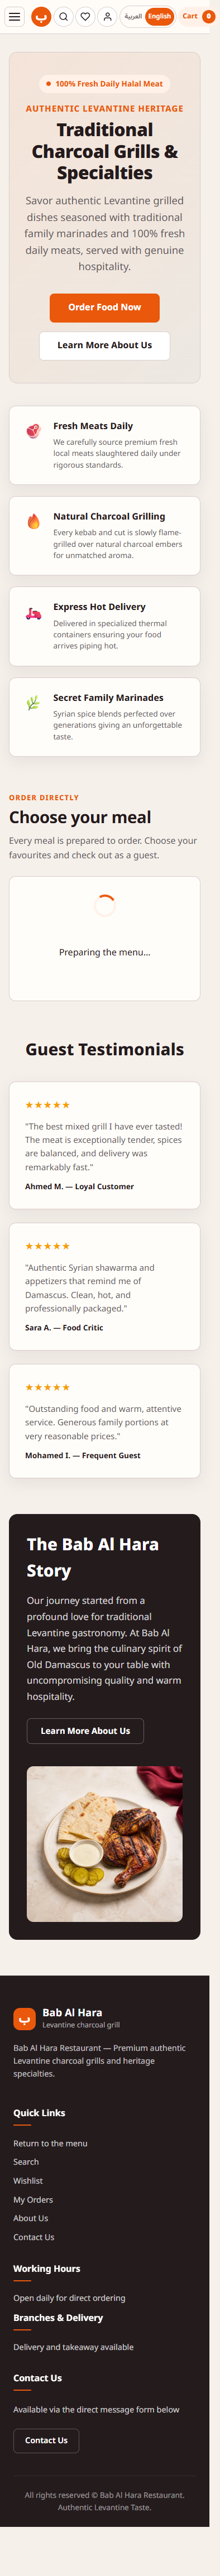 ب
العربية English
Cart 0
100% Fresh Daily Halal Meat
AUTHENTIC LEVANTINE HERITAGE
Traditional
Charcoal Grills &
Specialties
Savor authentic Levantine grilled
dishes seasoned with traditional
family marinades and 100% fresh
daily meats, served with genuine
hospitality.
Order Food Now
Learn More About Us
Fresh Meats Daily
We carefully source premium fresh
local meats slaughtered daily under
rigorous standards.
Natural Charcoal Grilling
Every kebab and cut is slowly flame-
grilled over natural charcoal embers
for unmatched aroma.
Express Hot Delivery
Delivered in specialized thermal
containers ensuring your food
arrives piping hot.
Secret Family Marinades
Syrian spice blends perfected over
generations giving an unforgettable
taste.
ORDER DIRECTLY
Choose your meal
Every meal is prepared to order. Choose your
favourites and check out as a guest.
Preparing the menu...
Guest Testimonials
★★★★★
"The best mixed grill I have ever tasted!
The meat is exceptionally tender, spices
are balanced, and delivery was
remarkably fast."
Ahmed M. — Loyal Customer
★★★★★
"Authentic Syrian shawarma and
appetizers that remind me of
Damascus. Clean, hot, and
professionally packaged."
Sara A. — Food Critic
★★★★★
"Outstanding food and warm, attentive
service. Generous family portions at
very reasonable prices."
Mohamed I. — Frequent Guest
The Bab Al Hara
Story
Our journey started from a
profound love for traditional
Levantine gastronomy. At Bab Al
Hara, we bring the culinary spirit of
Old Damascus to your table with
uncompromising quality and warm
hospitality.
Learn More About Us
ب
Bab Al Hara
Levantine charcoal grill
Bab Al Hara Restaurant — Premium authentic
Levantine charcoal grills and heritage
specialties.
Quick Links
Return to the menu
Search
Wishlist
My Orders
About Us
Contact Us
Working Hours
Open daily for direct ordering
Branches & Delivery
Delivery and takeaway available
Contact Us
Available via the direct message form below
Contact Us
All rights reserved © Bab Al Hara Restaurant.
Authentic Levantine Taste.